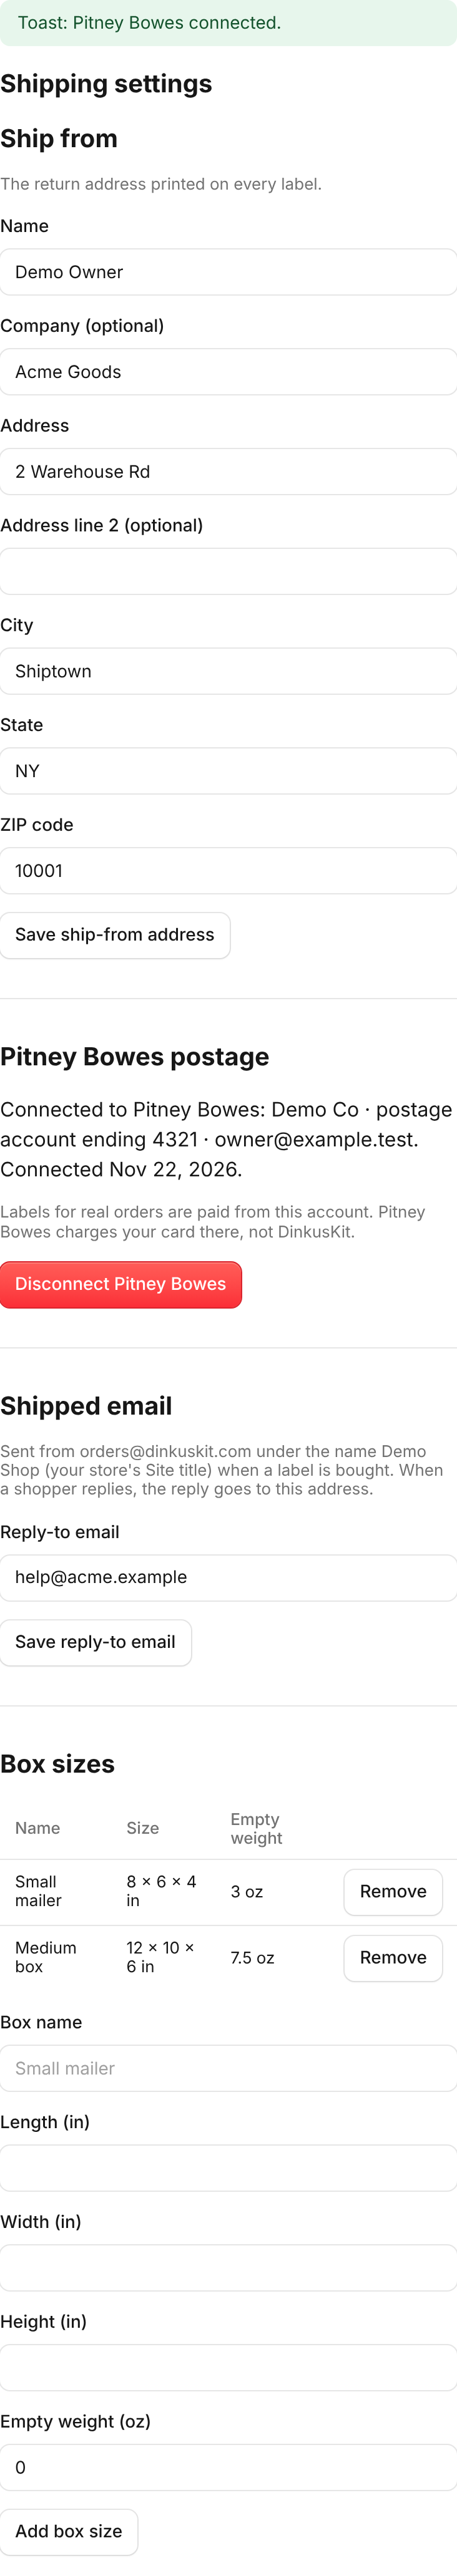 Toast: Pitney Bowes connected.
Shipping settings
Ship from
The return address printed on every label.
Name
Demo Owner
Company (optional)
Acme Goods
Address
2 Warehouse Rd
Address line 2 (optional)
City
Shiptown
State
NY
ZIP code
10001
Save ship-from address
Pitney Bowes postage
Connected to Pitney Bowes: Demo Co · postage
account ending 4321 · owner@example.test.
Connected Nov 22, 2026.
Labels for real orders are paid from this account. Pitney
Bowes charges your card there, not DinkusKit.
Disconnect Pitney Bowes
Shipped email
Sent from orders@dinkuskit.com under the name Demo
Shop (your store's Site title) when a label is bought. When
a shopper replies, the reply goes to this address.
Reply-to email
help@acme.example
Save reply-to email
Box sizes
Name Size Empty
weight
Small 8 × 6 × 4 3 oz Remove
mailer in
Medium 12 × 10 × 7.5 oz Remove
box 6 in
Box name
Small mailer
Length (in)
Width (in)
Height (in)
Empty weight (oz)
0
Add box size